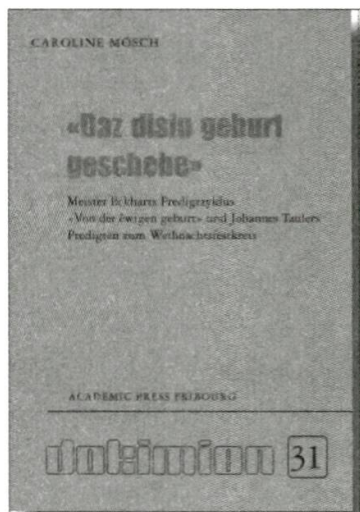 CAROLINE MÖSCH
«Daz disiu geburt
geschehe»
Meister Eckharts Predigtzyklus
«Von der êwigen geburt» und Johannes Taulers
Predigten zum Weihnachtsfestkreis
ACADEMIC PRESS FRIBOURG
dokimion 31